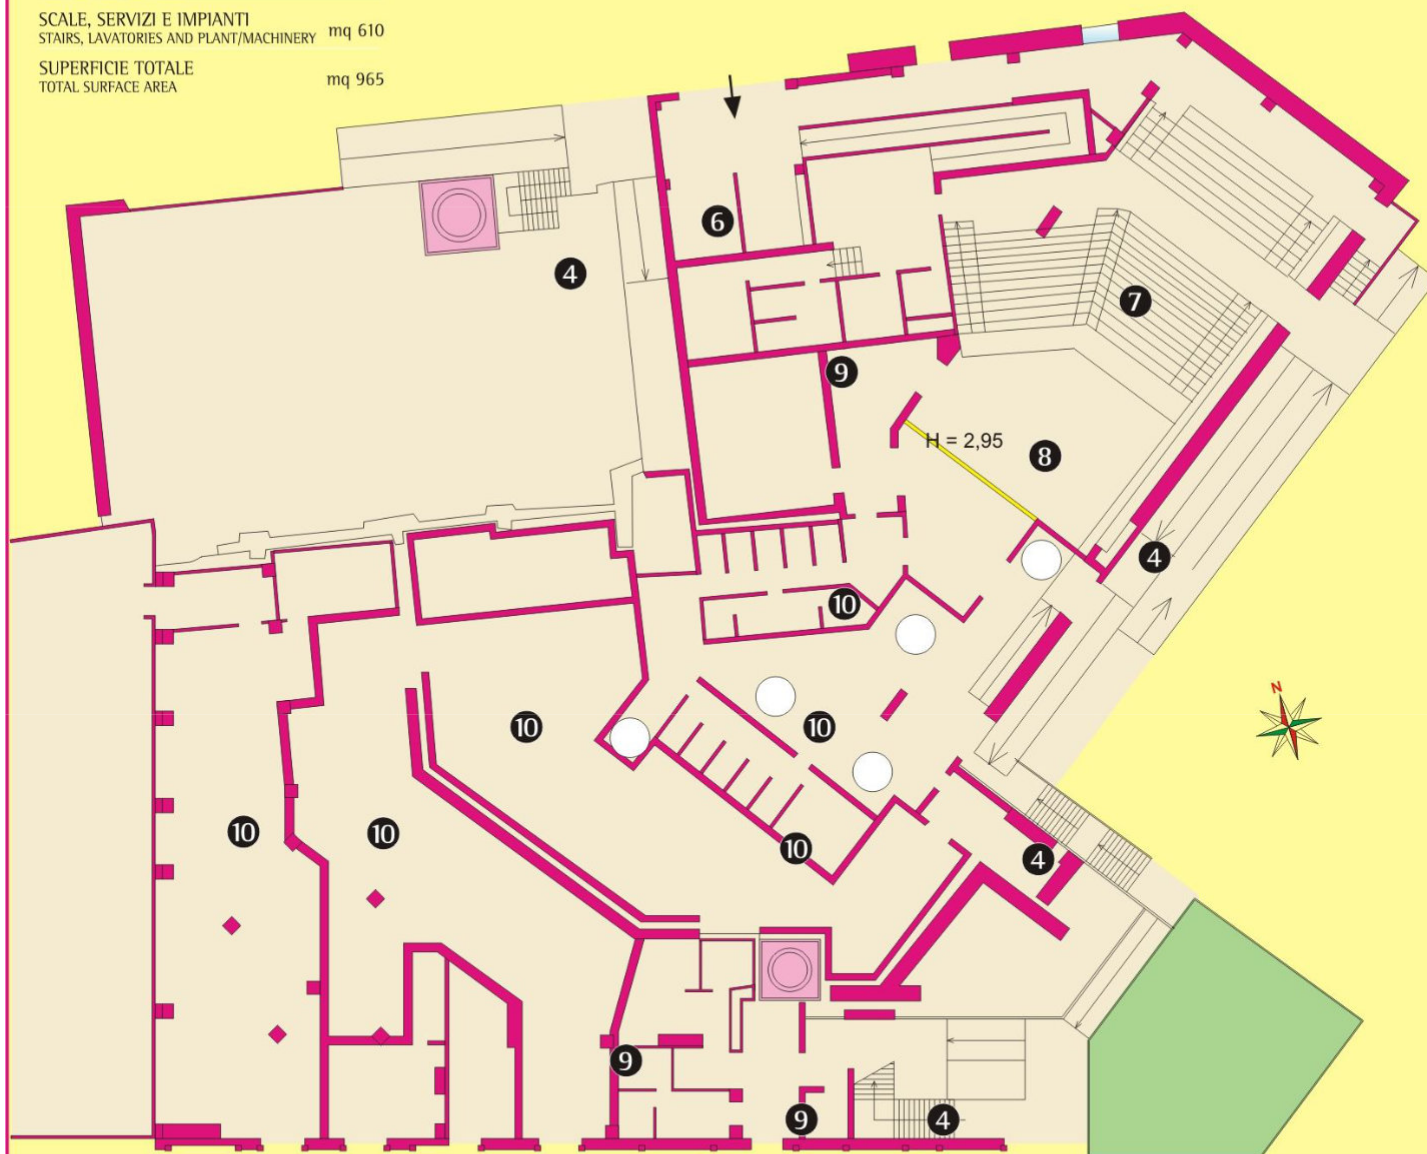 SCALE, SERVIZI E IMPIANTI
STAIRS, LAVATORIES AND PLANT/MACHINERY mq 610
SUPERFICIE TOTALE
TOTAL SURFACE AREA mq 965
6
4
7
9
H = 2,95
8
4
10
N
10
10
10
10
10
4
9
9
4